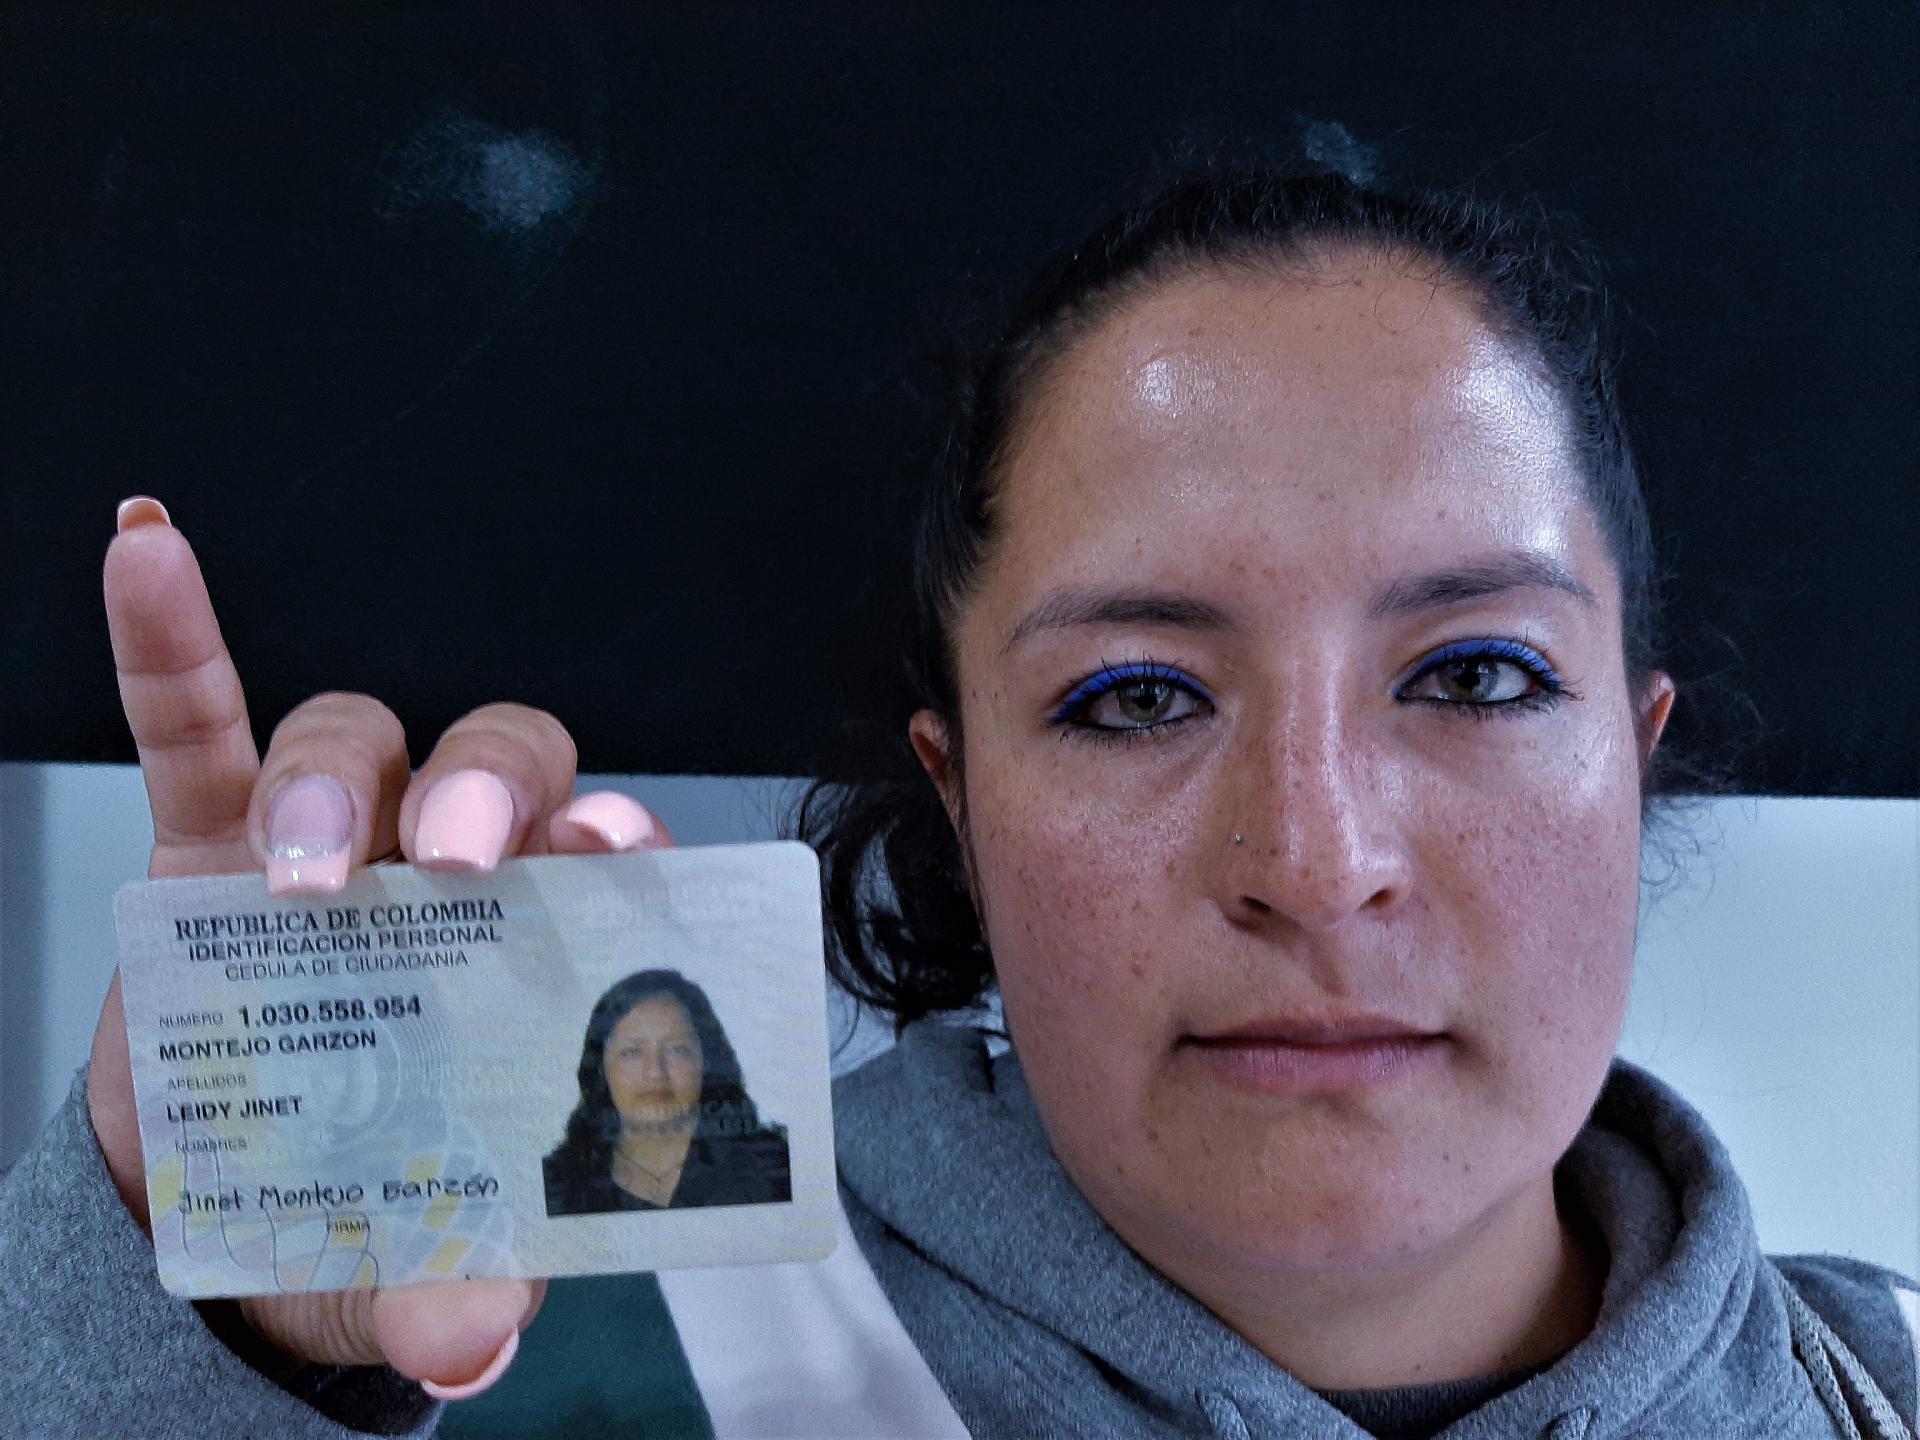 REPUBLICA DE COLOMBIA
IDENTIFICACION PERSONAL
CEDULA DE CIUDADANIA
NUMERO 1.030.558.954
MONTEJO GARZON
APELLIDOS
LEIDY JINET
NOMBRES
Jinet Montejo Garzón
FIRMA